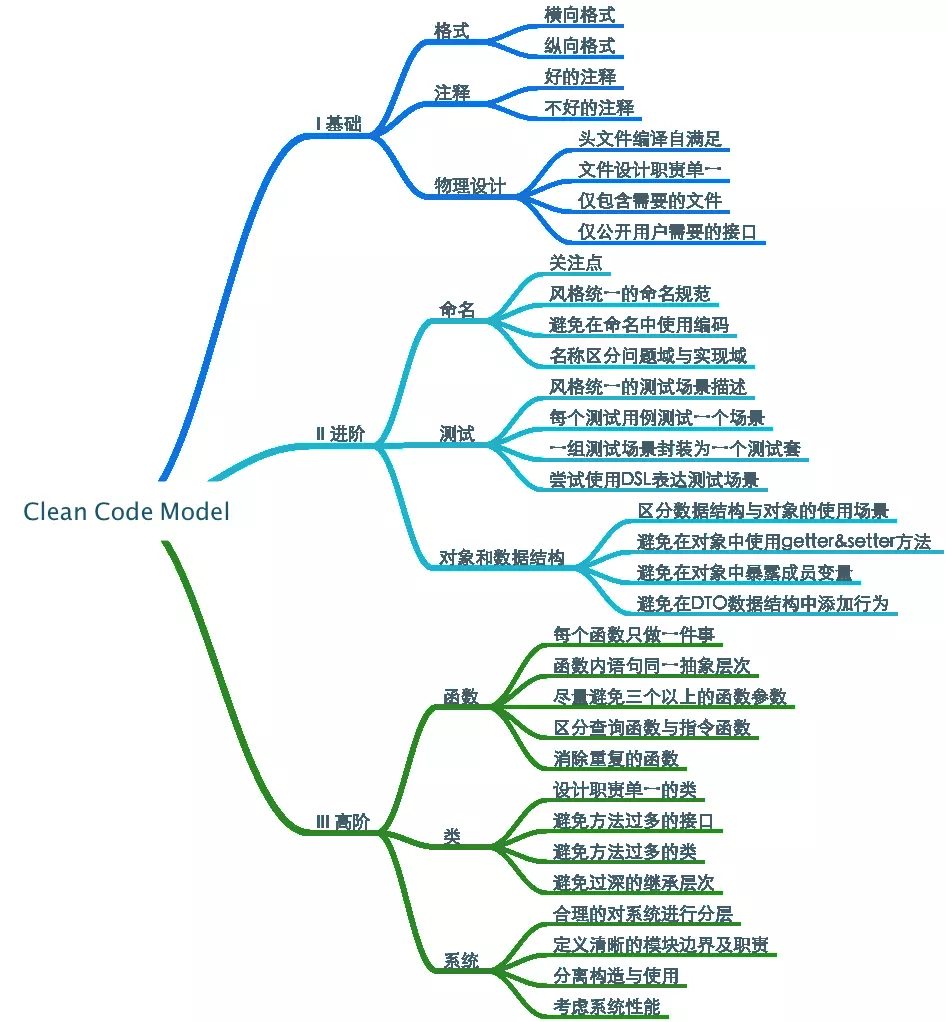 Clean Code Model
I 基础
格式
横向格式
纵向格式
注释
好的注释
不好的注释
物理设计
头文件编译自满足
文件设计职责单一
仅包含需要的文件
仅公开用户需要的接口
II 进阶
命名
关注点
风格统一的命名规范
避免在命名中使用编码
名称区分问题域与实现域
测试
风格统一的测试场景描述
每个测试用例测试一个场景
一组测试场景封装为一个测试套
尝试使用DSL表达测试场景
对象和数据结构
区分数据结构与对象的使用场景
避免在对象中使用getter&setter方法
避免在对象中暴露成员变量
避免在DTO数据结构中添加行为
III 高阶
函数
每个函数只做一件事
函数内语句同一抽象层次
尽量避免三个以上的函数参数
区分查询函数与指令函数
消除重复的函数
类
设计职责单一的类
避免方法过多的接口
避免方法过多的类
避免过深的继承层次
系统
合理的对系统进行分层
定义清晰的模块边界及职责
分离构造与使用
考虑系统性能